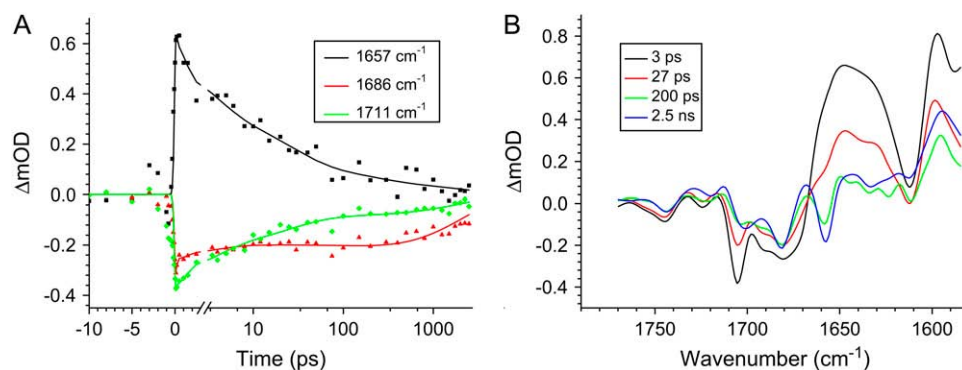 A
ΔmOD
0.6
0.4
0.2
0.0
-0.2
-0.4
1657 cm⁻¹
1686 cm⁻¹
1711 cm⁻¹
-10 -5 0 10 100 1000
Time (ps)
B
ΔmOD
0.8
0.6
0.4
0.2
0.0
-0.2
-0.4
3 ps
27 ps
200 ps
2.5 ns
1750 1700 1650 1600
Wavenumber (cm⁻¹)